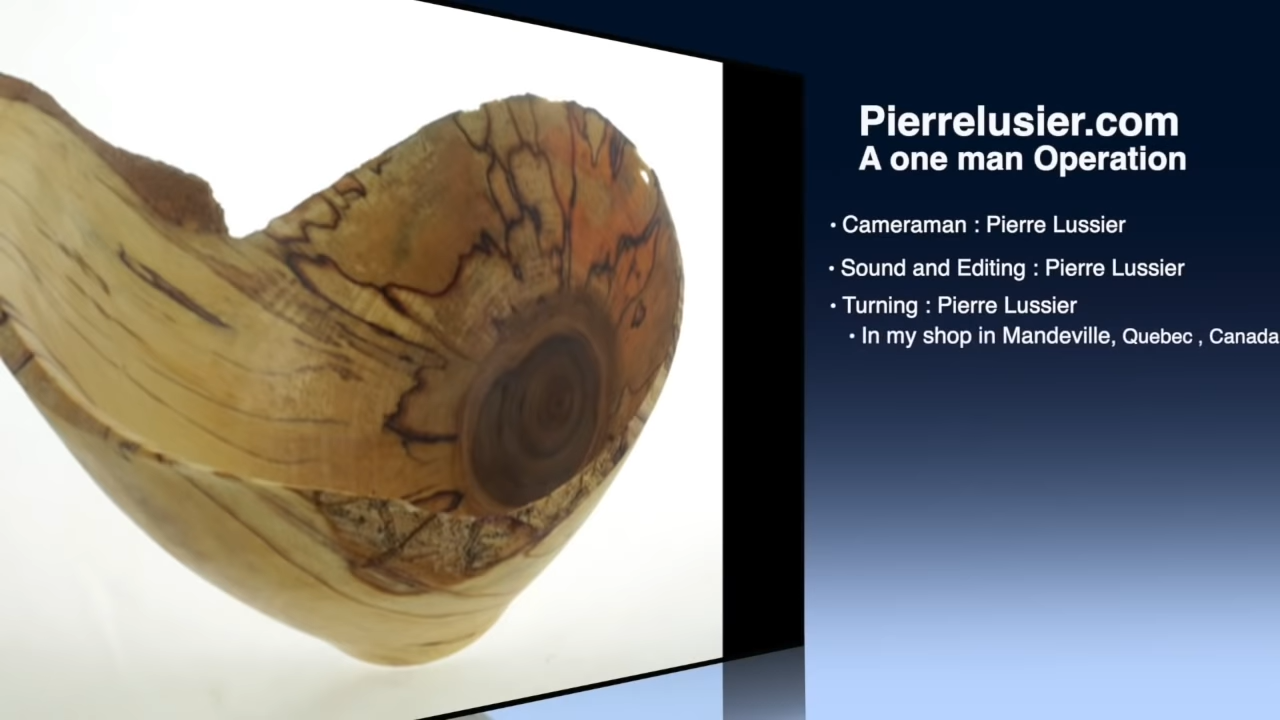 Pierrelusier.com
A one man Operation
• Cameraman : Pierre Lussier
• Sound and Editing : Pierre Lussier
• Turning : Pierre Lussier
• In my shop in Mandeville, Quebec , Canada